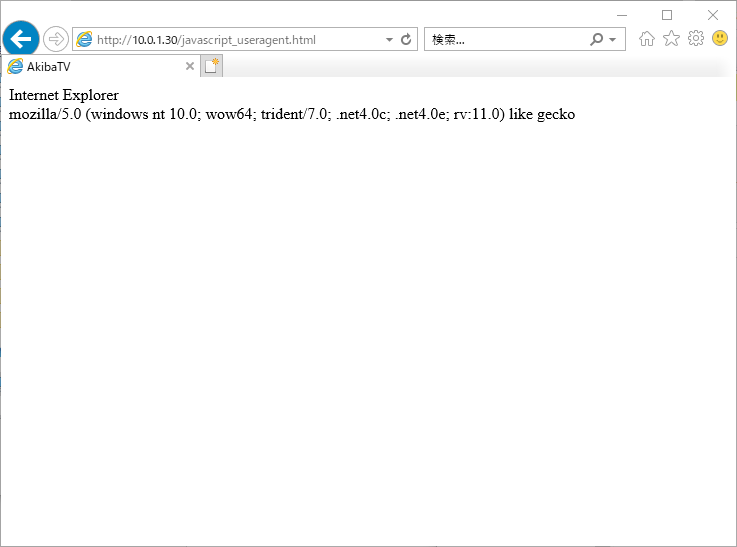 http://10.0.1.30/javascript_useragent.html
検索...
AkibaTV
Internet Explorer
mozilla/5.0 (windows nt 10.0; wow64; trident/7.0; .net4.0c; .net4.0e; rv:11.0) like gecko